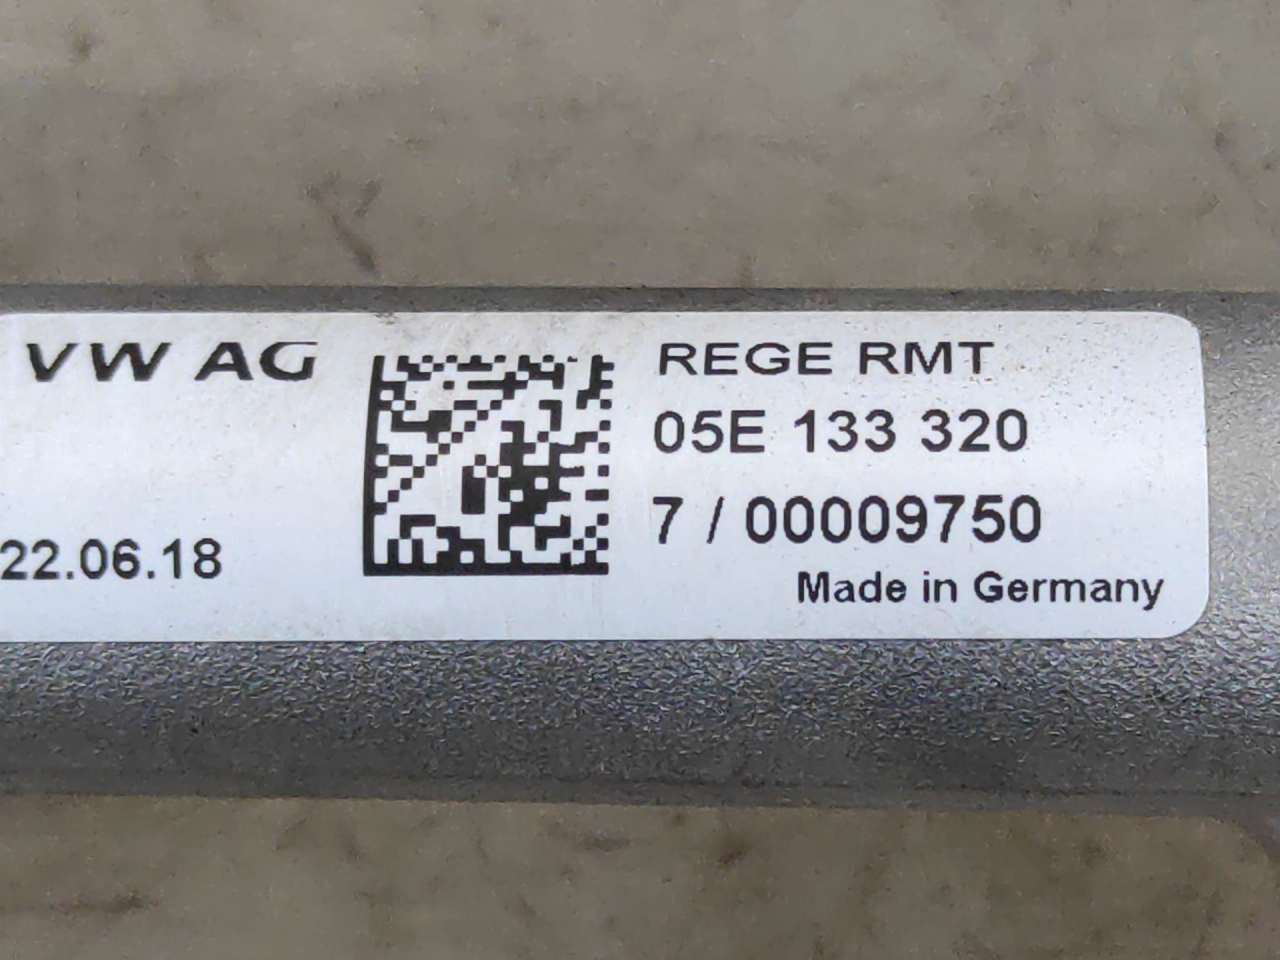 VW AG
22.06.18
REGE RMT
05E 133 320
7 / 00009750
Made in Germany